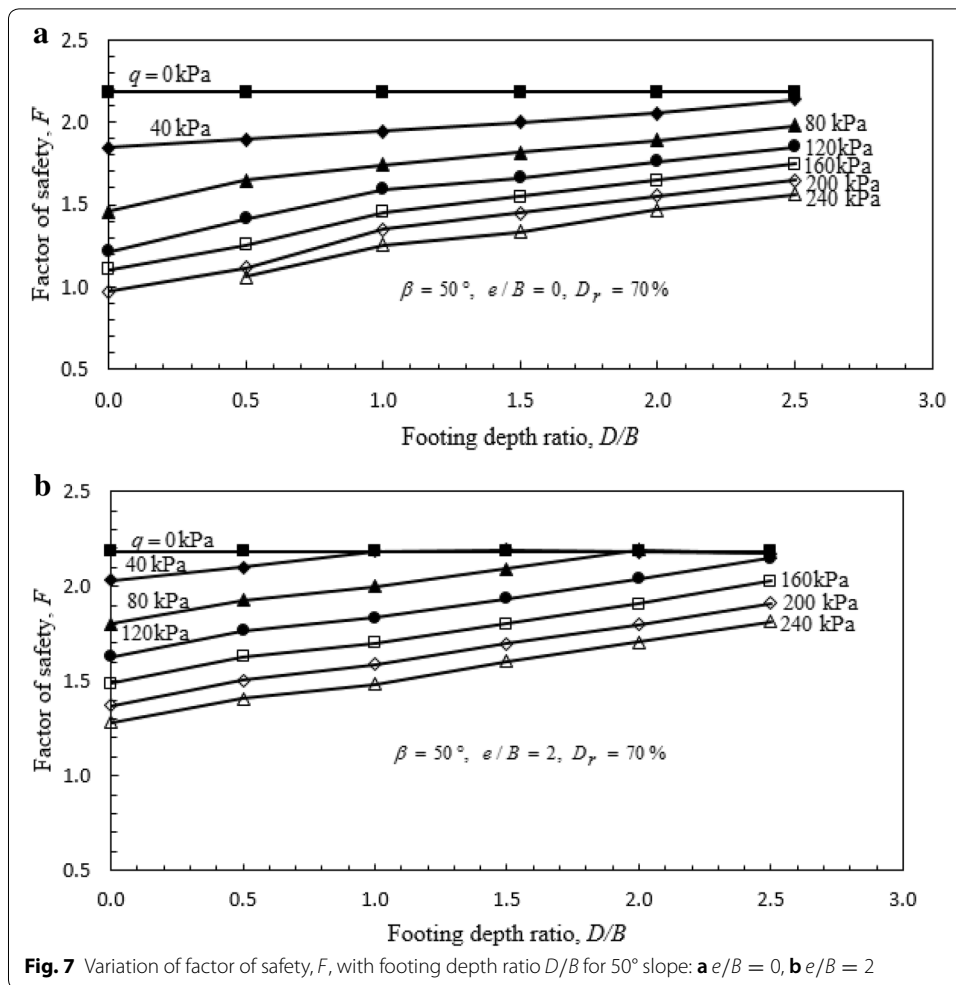 a
2.5
2.0
1.5
1.0
0.5
Factor of safety, F
q = 0 kPa
40 kPa
80 kPa
120kPa
160kPa
200 kPa
240 kPa
β = 50°, e / B = 0, D_r = 70%
0.0 0.5 1.0 1.5 2.0 2.5 3.0
Footing depth ratio, D/B
b
2.5
2.0
1.5
1.0
0.5
Factor of safety, F
q = 0 kPa
40 kPa
80 kPa
120kPa
160kPa
200 kPa
240 kPa
β = 50°, e / B = 2, D_r = 70%
0.0 0.5 1.0 1.5 2.0 2.5 3.0
Footing depth ratio, D/B
Fig. 7 Variation of factor of safety, F, with footing depth ratio D/B for 50° slope: a e/B = 0, b e/B = 2